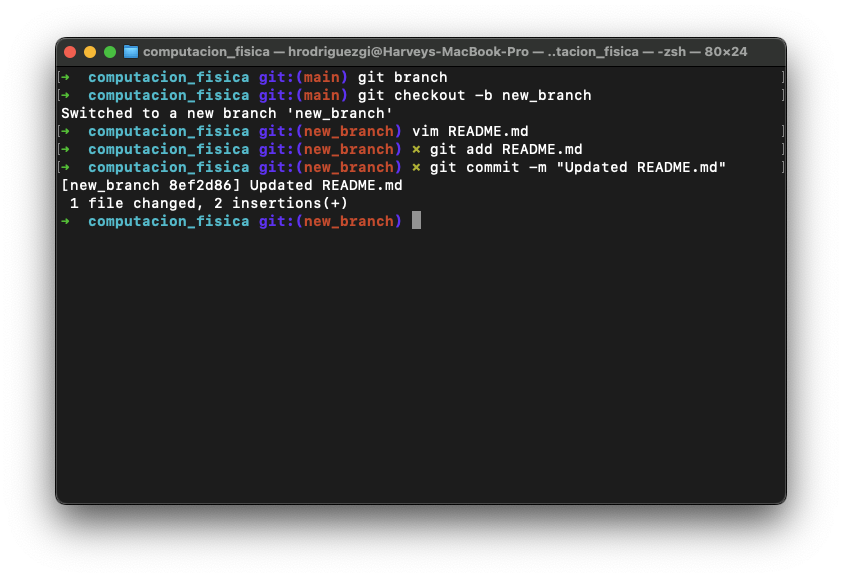 computacion_fisica — hrodriguezgi@Harveys-MacBook-Pro — ..tacion_fisica — -zsh — 80×24
[➜  computacion_fisica git:(main) git branch ]
[➜  computacion_fisica git:(main) git checkout -b new_branch ]
Switched to a new branch 'new_branch'
[➜  computacion_fisica git:(new_branch) vim README.md ]
[➜  computacion_fisica git:(new_branch) ✗ git add README.md ]
[➜  computacion_fisica git:(new_branch) ✗ git commit -m "Updated README.md" ]
[new_branch 8ef2d86] Updated README.md
 1 file changed, 2 insertions(+)
➜  computacion_fisica git:(new_branch)